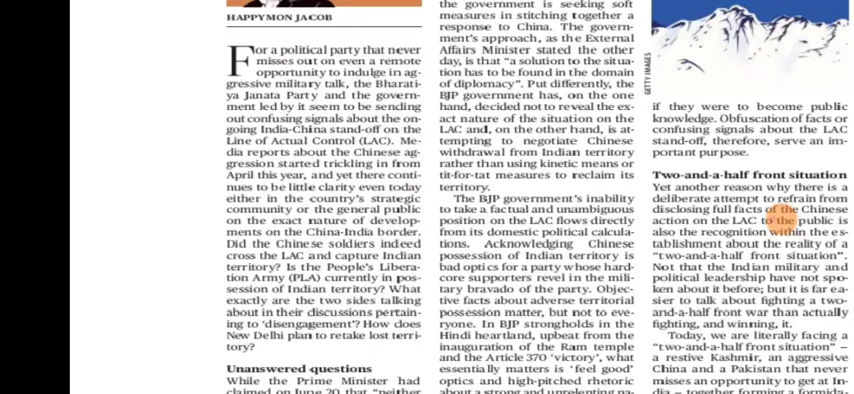 HAPPYMON JACOB
For a political party that never
misses out on even a remote
opportunity to indulge in ag-
gressive military talk, the Bharati-
ya Janata Party and the govern-
ment led by it seem to be sending
out confusing signals about the on-
going India-China stand-off on the
Line of Actual Control (LAC). Me-
dia reports about the Chinese ag-
gression started trickling in from
April this year, and yet there conti-
nues to be little clarity even today
either in the country's strategic
community or the general public
on the exact nature of develop-
ments on the China-India border.
Did the Chinese soldiers indeed
cross the LAC and capture Indian
territory? Is the People's Libera-
tion Army (PLA) currently in pos-
session of Indian territory? What
exactly are the two sides talking
about in their discussions pertain-
ing to 'disengagement'? How does
New Delhi plan to retake lost terri-
tory?
Unanswered questions
While the Prime Minister had
claimed on June 20 that "neither
the government is seeking soft
measures in stitching together a
response to China. The govern-
ment's approach, as the External
Affairs Minister stated the other
day, is that "a solution to the situa-
tion has to be found in the domain
of diplomacy". Put differently, the
BJP government has, on the one
hand, decided not to reveal the ex-
act nature of the situation on the
LAC and, on the other hand, is at-
tempting to negotiate Chinese
withdrawal from Indian territory
rather than using kinetic means or
tit-for-tat measures to reclaim its
territory.
The BJP government's inability
to take a factual and unambiguous
position on the LAC flows directly
from its domestic political calcula-
tions. Acknowledging Chinese
possession of Indian territory is
bad optics for a party whose hard-
core supporters revel in the mili-
tary bravado of the party. Objec-
tive facts about adverse territorial
possession matter, but not to eve-
ryone. In BJP strongholds in the
Hindi heartland, upbeat from the
inauguration of the Ram temple
and the Article 370 'victory', what
essentially matters is 'feel good'
optics and high-pitched rhetoric
about a strong and unrelenting na-
GETTY IMAGES
if they were to become public
knowledge. Obfuscation of facts or
confusing signals about the LAC
stand-off, therefore, serve an im-
portant purpose.
Two-and-a-half front situation
Yet another reason why there is a
deliberate attempt to refrain from
disclosing full facts of the Chinese
action on the LAC to the public is
also the recognition within the es-
tablishment about the reality of a
"two-and-a-half front situation".
Not that the Indian military and
political leadership have not spo-
ken about it before; but it is far ea-
sier to talk about fighting a two-
and-a-half front war than actually
fighting, and winning, it.
Today, we are literally facing a
"two-and-a-half front situation" –
a restive Kashmir, an aggressive
China and a Pakistan that never
misses an opportunity to get at In-
dia – together forming a formida-